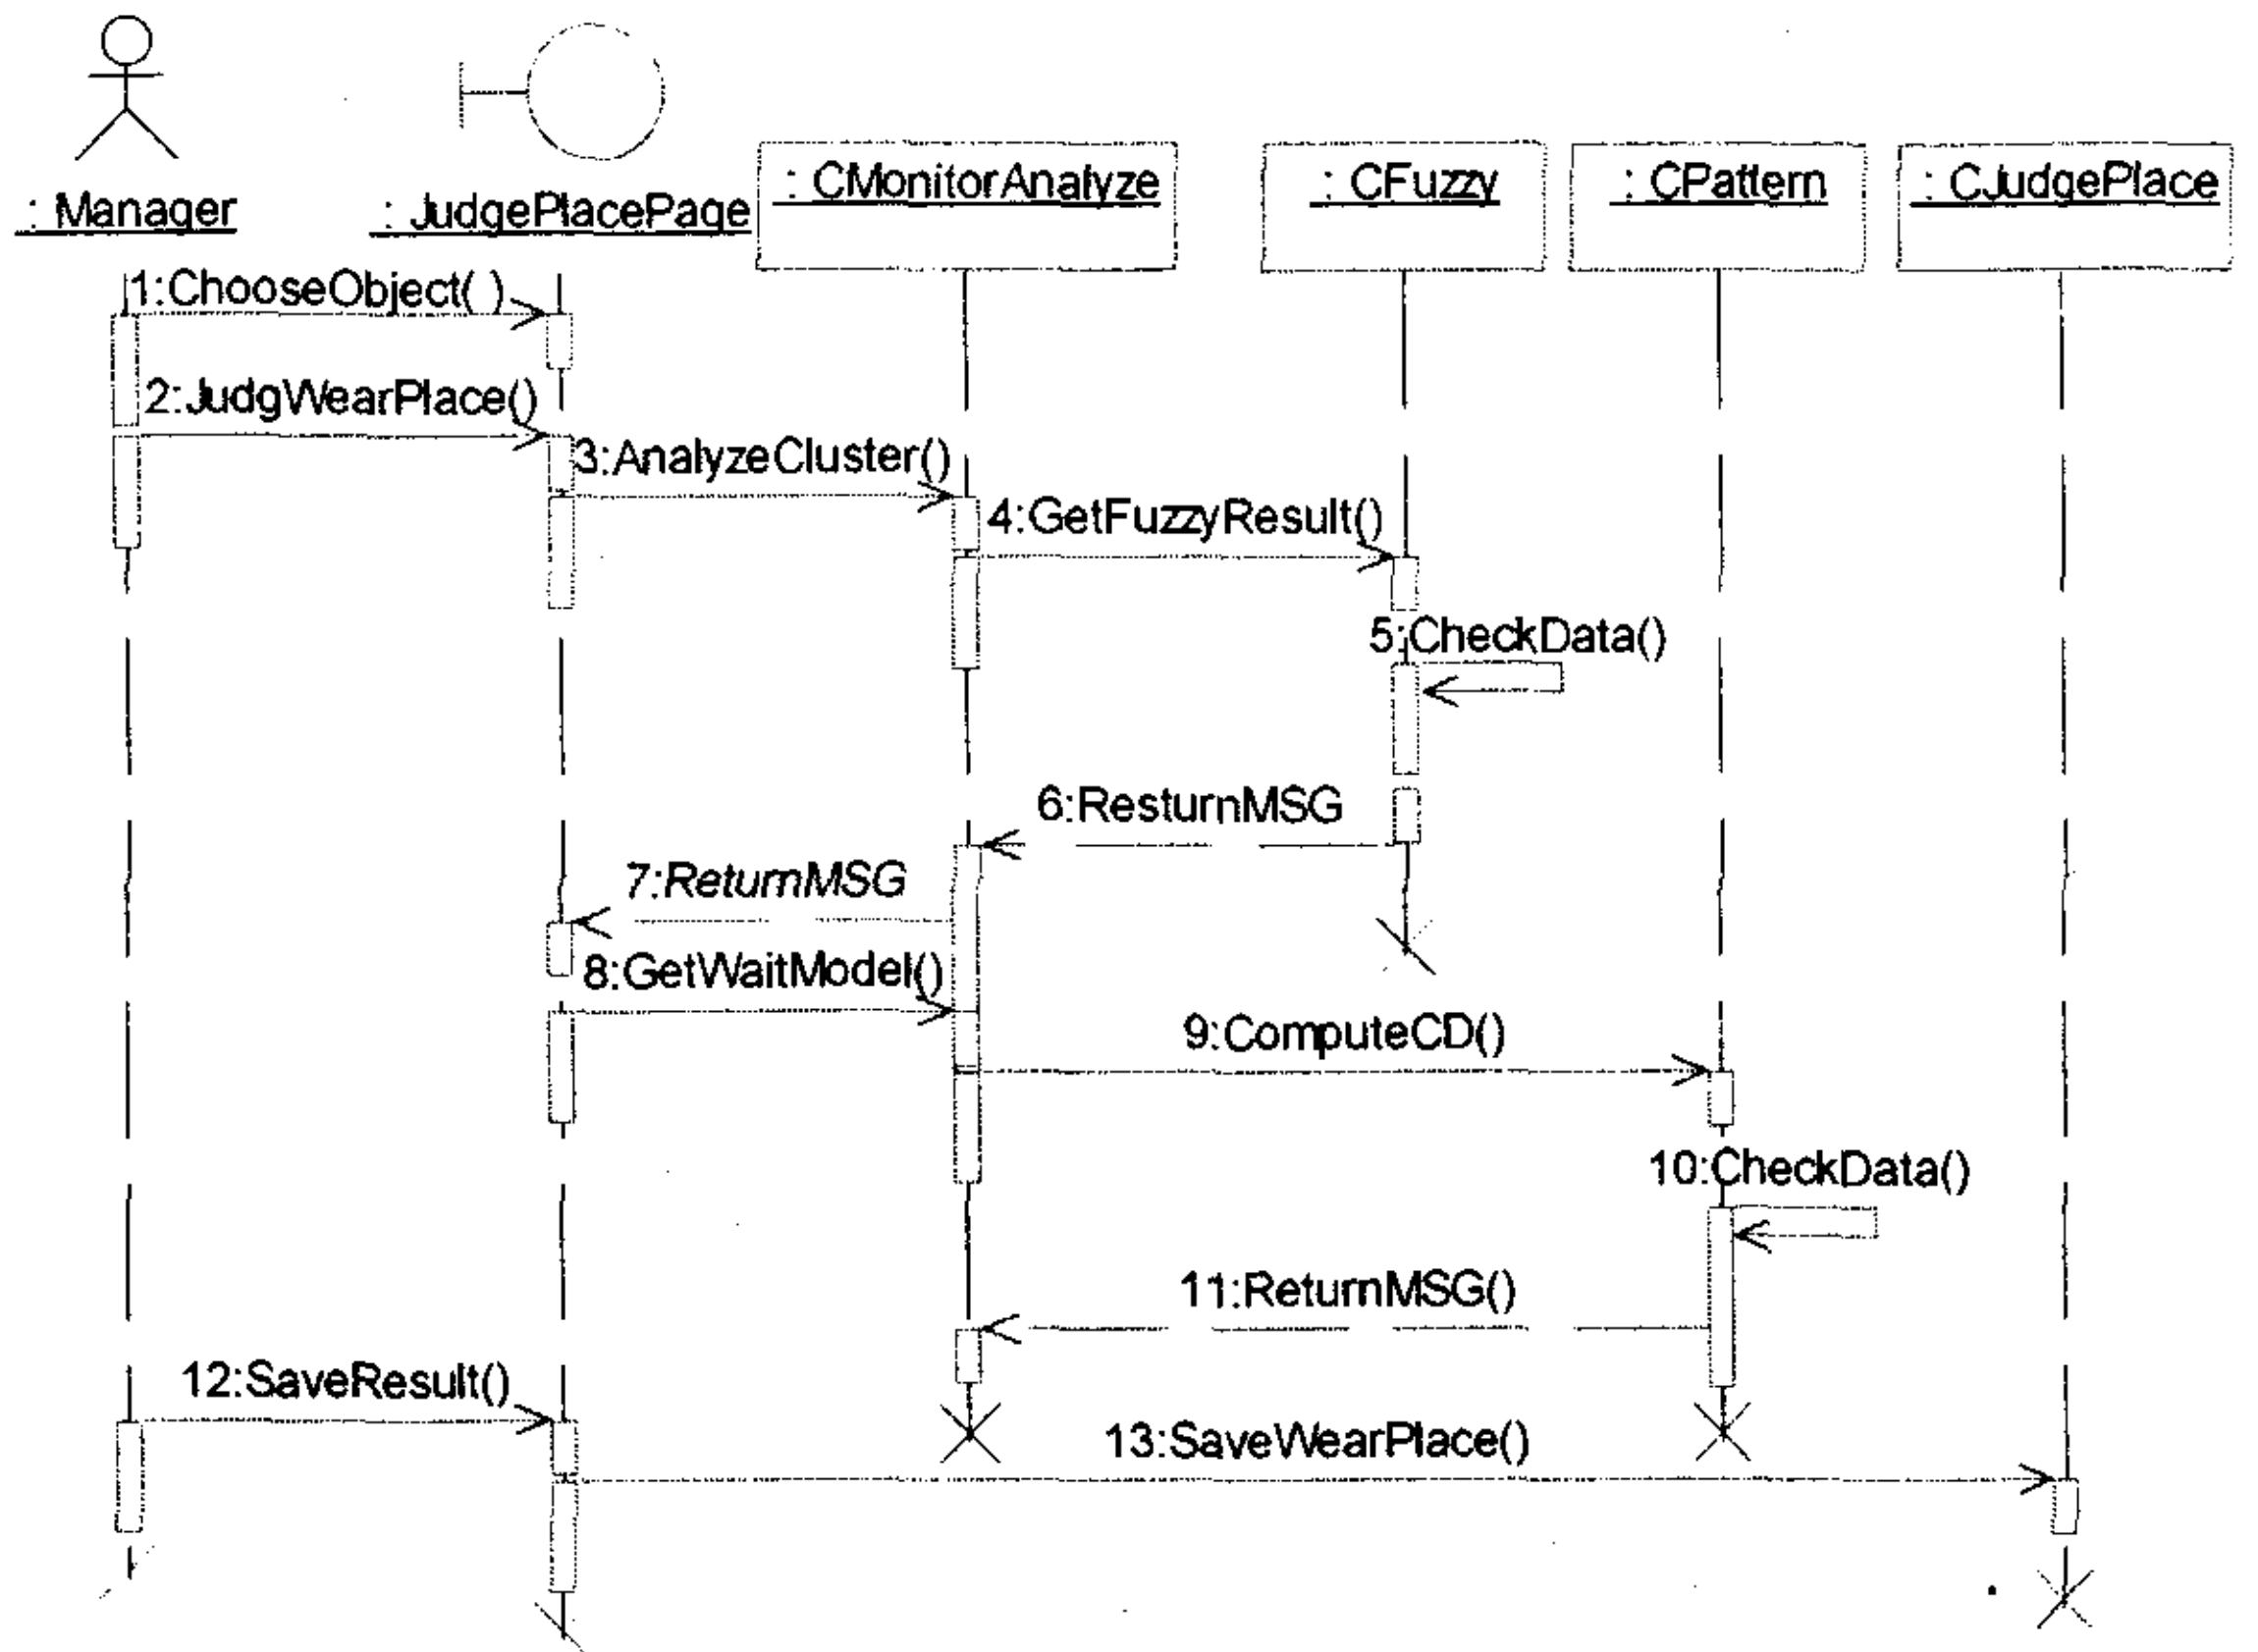 : Manager
: JudgePlacePage
: CMonitorAnalyze
: CFuzzy
: CPattern
: CJudgePlace
1:ChooseObject( )
2:JudgWearPlace()
3:AnalyzeCluster()
4:GetFuzzyResult()
5:CheckData()
6:ResturnMSG
7:ReturnMSG
8:GetWaitModel()
9:ComputeCD()
10:CheckData()
11:ReturnMSG()
12:SaveResult()
13:SaveWearPlace()